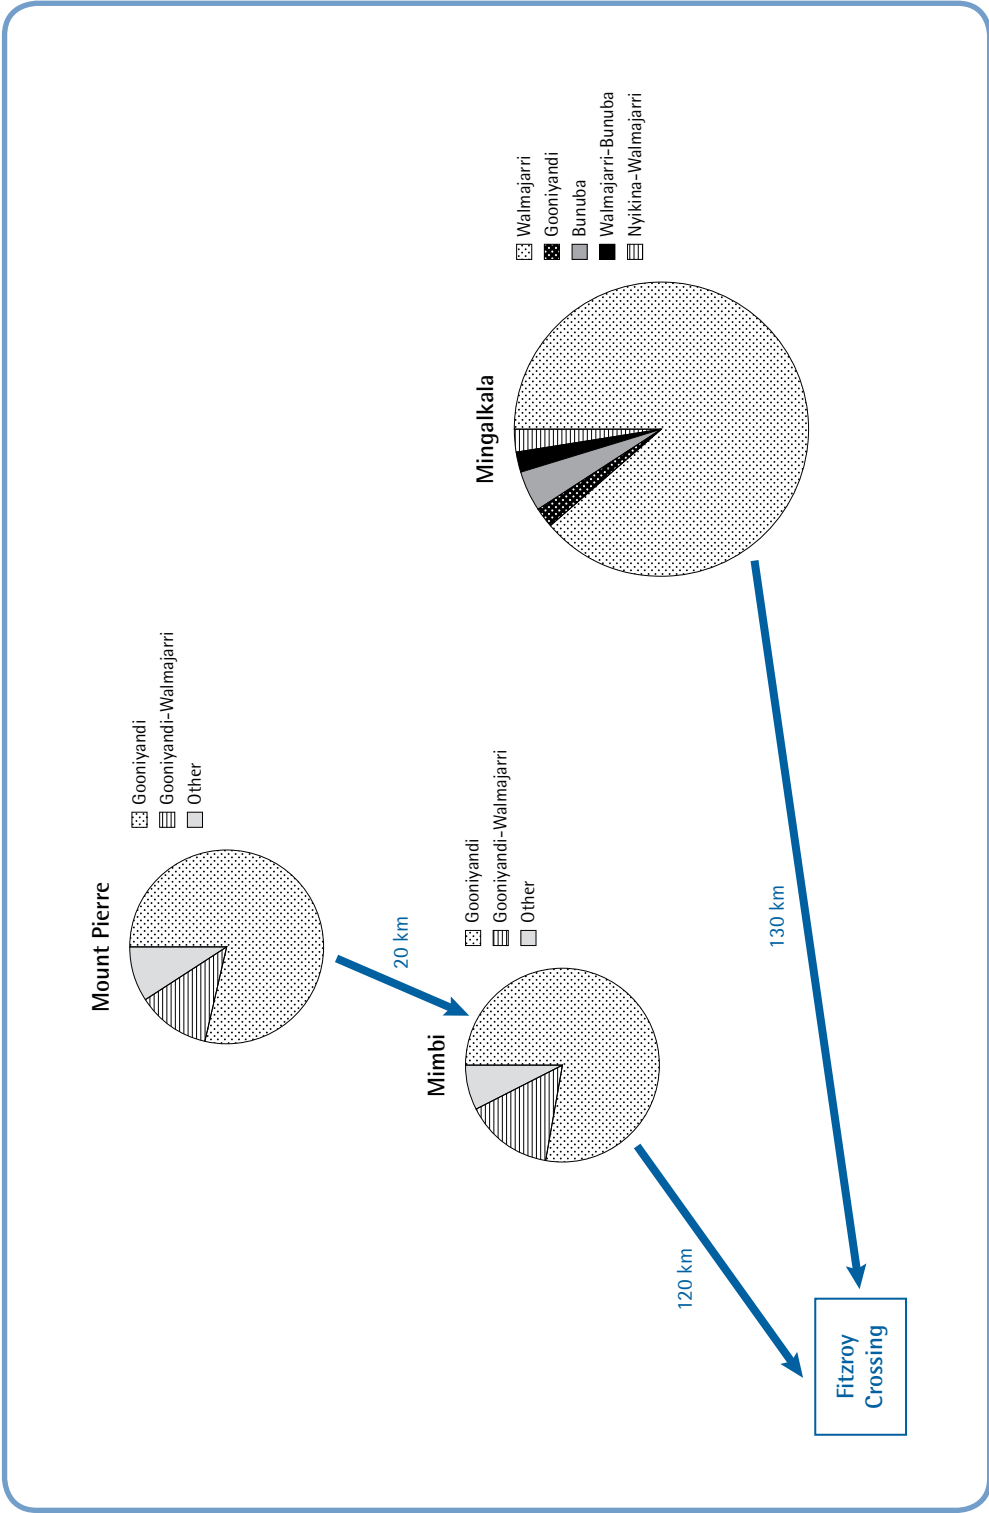 Mount Pierre
Gooniyandi
Gooniyandi-Walmajarri
Other
20 km
Mimbi
Gooniyandi
Gooniyandi-Walmajarri
Other
120 km
Mingalkala
Walmajarri
Gooniyandi
Bunuba
Walmajarri-Bunuba
Nyikina-Walmajarri
130 km
Fitzroy
Crossing